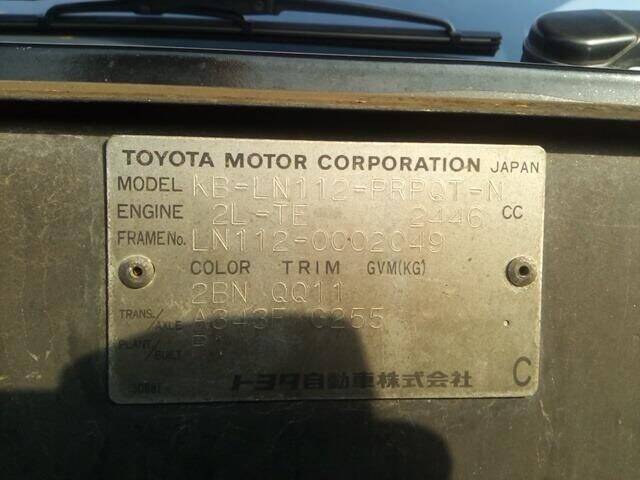 TOYOTA MOTOR CORPORATION JAPAN
MODEL KB-LN112-PRPQT-N
ENGINE 2L-TE 2446 CC
FRAME No. LN112-0002049
COLOR TRIM GVM(KG)
2BN QQ11
TRANS./AXLE A343F G255
PLANT/BUILT
トヨタ自動車株式会社 C